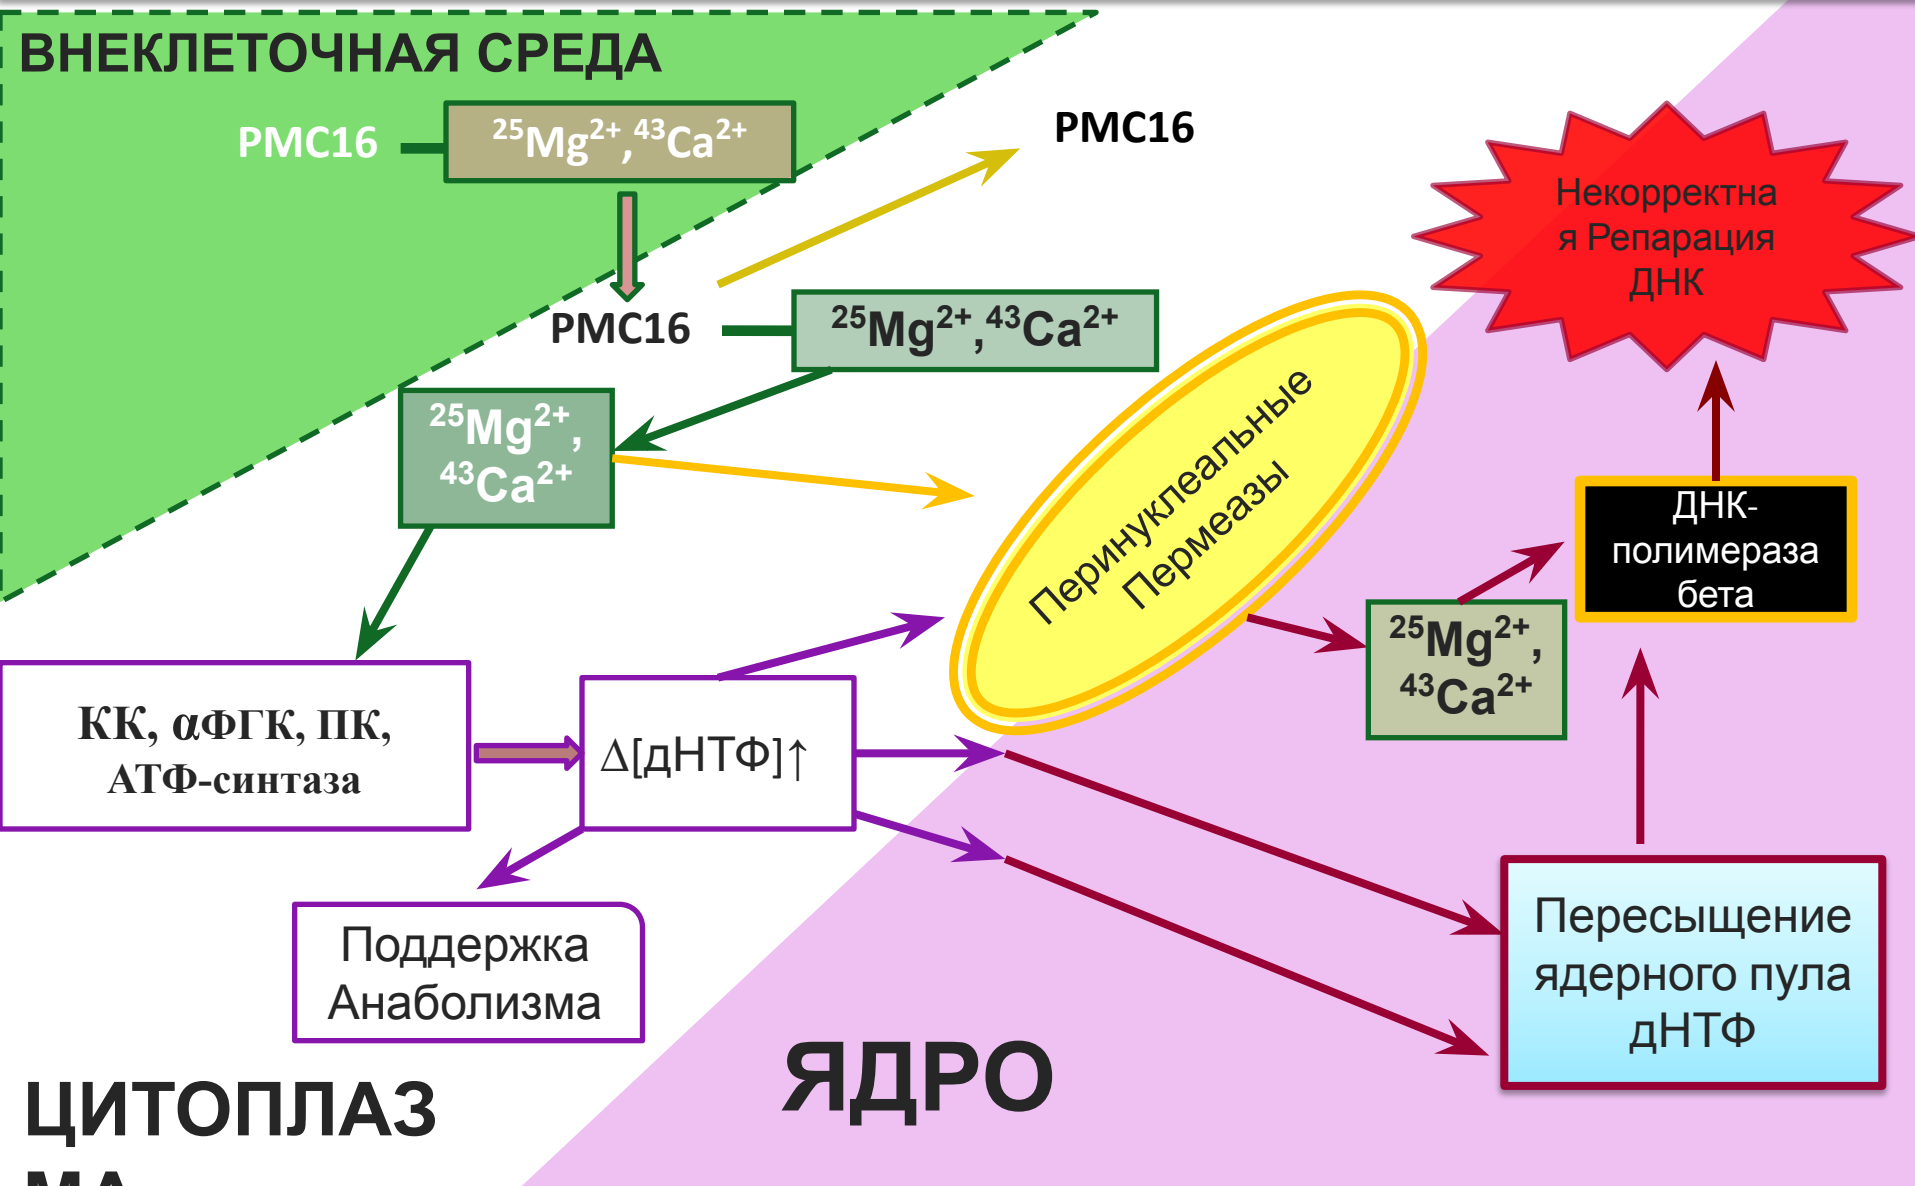 ВНЕКЛЕТОЧНАЯ СРЕДА
PMC16
²⁵Mg²⁺,⁴³Ca²⁺
PMC16
PMC16
²⁵Mg²⁺,⁴³Ca²⁺
²⁵Mg²⁺,
⁴³Ca²⁺
Некорректна
я Репарация
ДНК
Перинуклеальные
Пермеазы
ДНК-
полимераза
бета
²⁵Mg²⁺,
⁴³Ca²⁺
КК, αФГК, ПК,
АТФ-синтаза
Δ[дНТФ]↑
Поддержка
Анаболизма
Пересыщение
ядерного пула
дНТФ
ЯДРО
ЦИТОПЛАЗ
МА